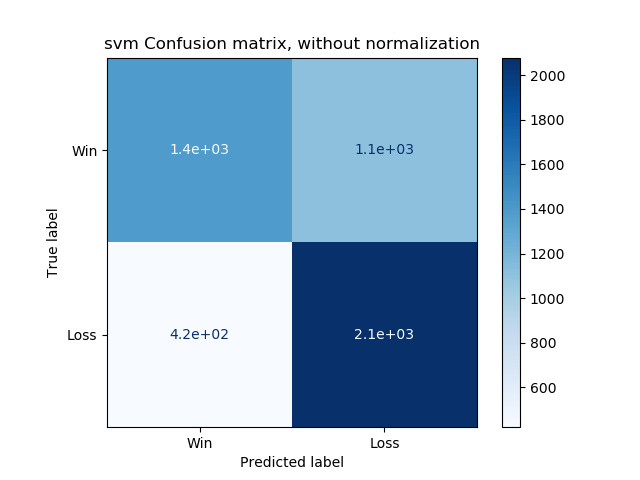 svm Confusion matrix, without normalization
Win
1.4e+03
1.1e+03
Loss
4.2e+02
2.1e+03
True label
Win
Loss
Predicted label
2000
1800
1600
1400
1200
1000
800
600